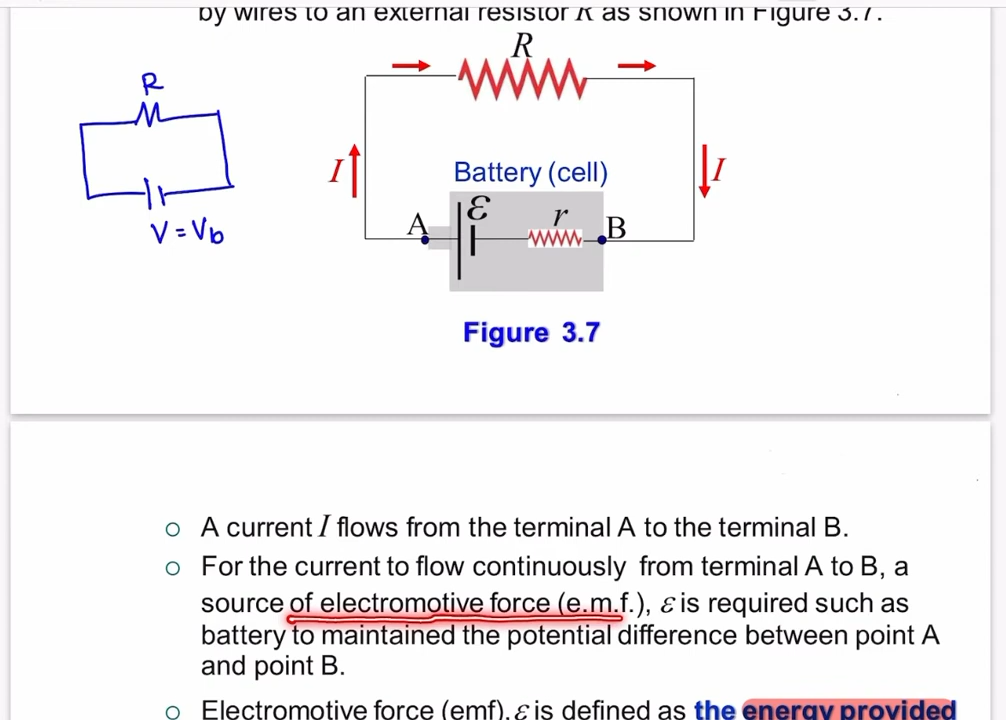 by wires to an external resistor R as shown in Figure 3.7.
R
R
I
Battery (cell)
I
A
ε
r
B
V = Vb
Figure 3.7
A current I flows from the terminal A to the terminal B.
For the current to flow continuously from terminal A to B, a
source of electromotive force (e.m.f.), ε is required such as
battery to maintained the potential difference between point A
and point B.
Electromotive force (emf), ε is defined as the energy provided